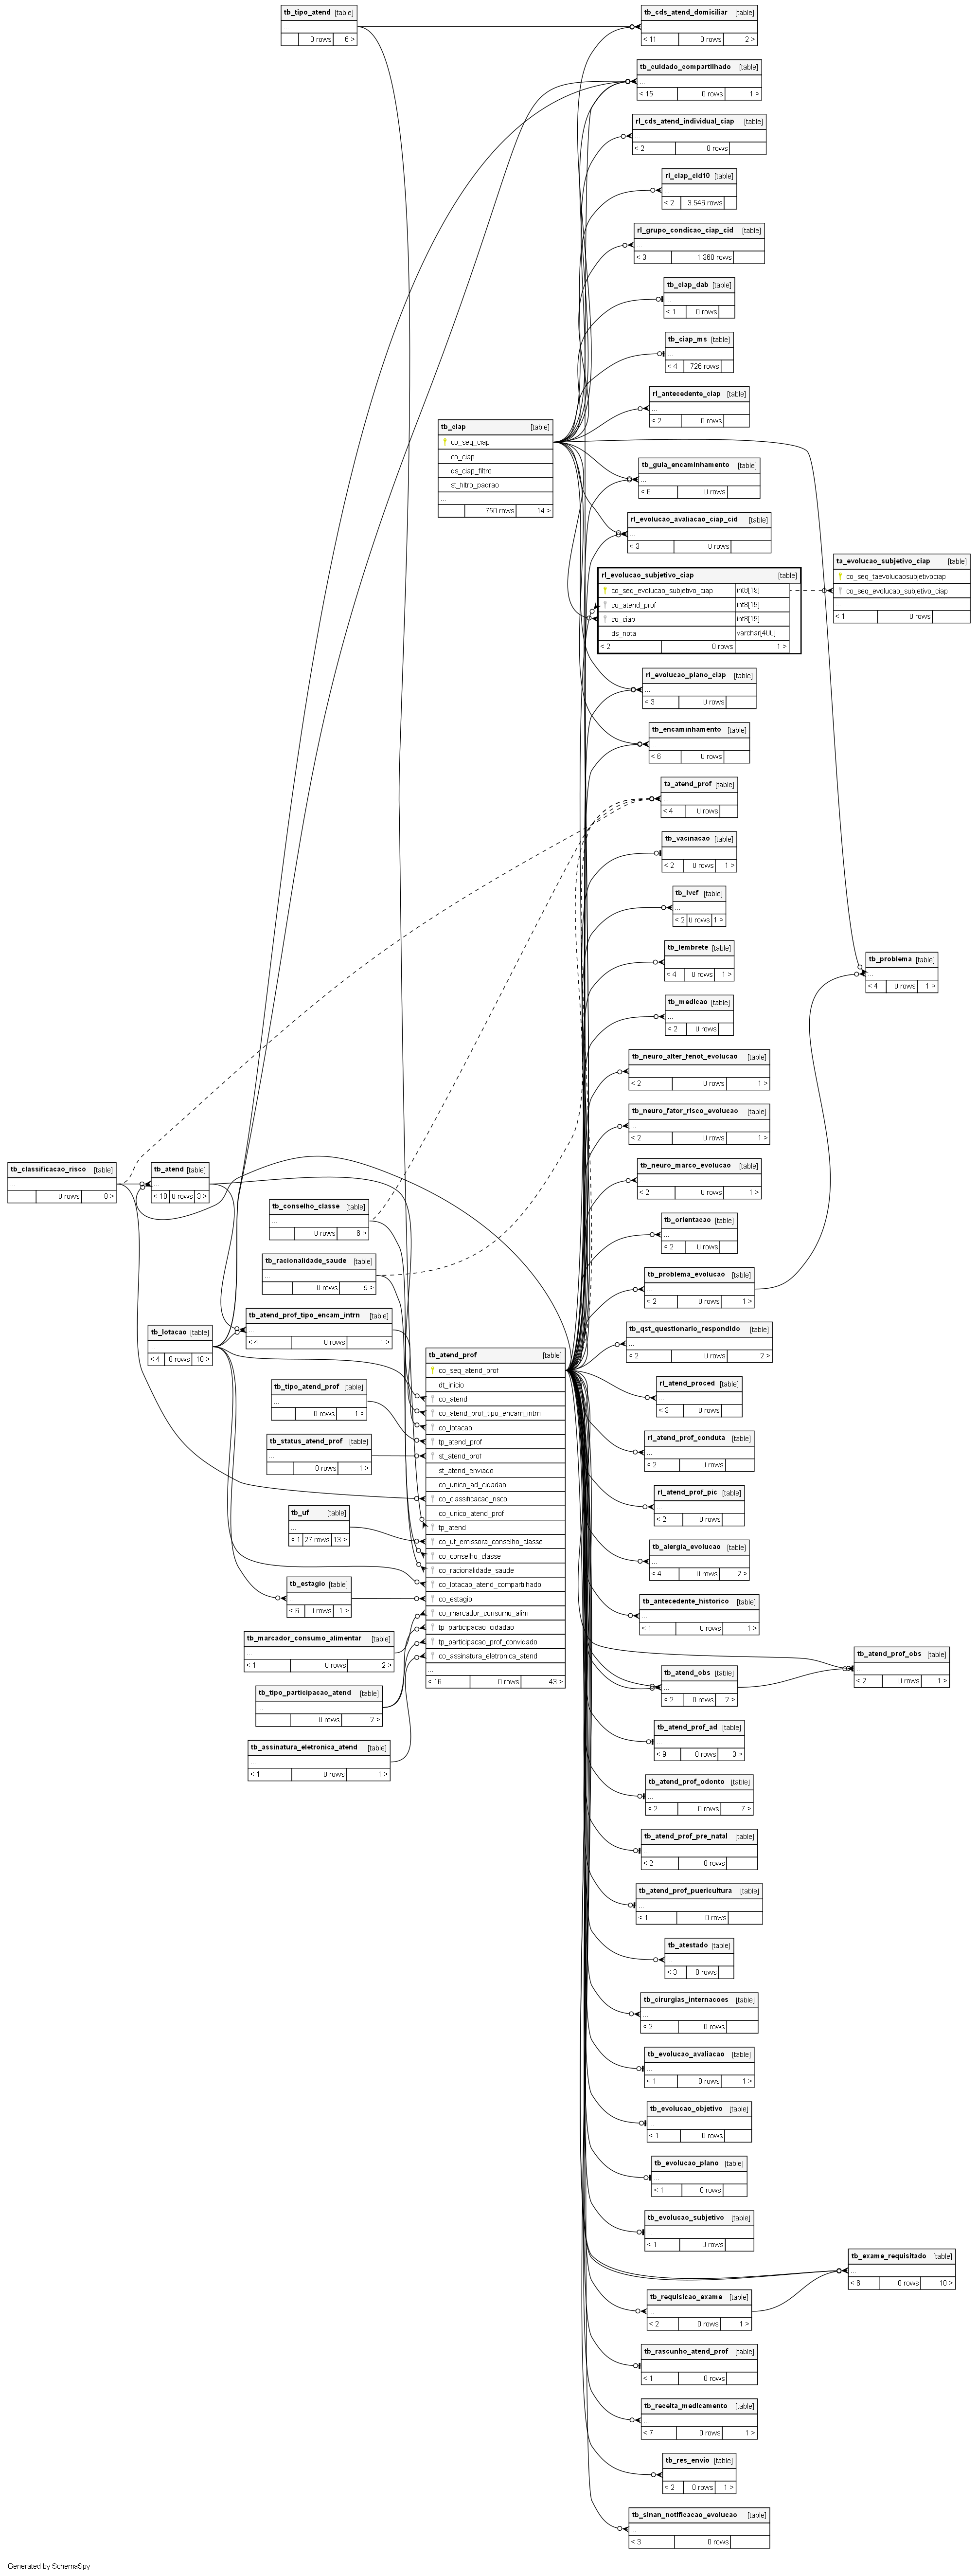 tb_tipo_atend [table]
...
0 rows 6 >
tb_cds_atend_domiciliar [table]
...
< 11 0 rows 2 >
tb_cuidado_compartilhado [table]
...
< 15 0 rows 1 >
rl_cds_atend_individual_ciap [table]
...
< 2 0 rows
rl_ciap_cid10 [table]
...
< 2 3.546 rows
rl_grupo_condicao_ciap_cid [table]
...
< 3 1.360 rows
tb_ciap_dab [table]
...
< 1 0 rows
tb_ciap_ms [table]
...
< 4 726 rows
rl_antecedente_ciap [table]
...
< 2 0 rows
tb_ciap [table]
co_seq_ciap
co_ciap
ds_ciap_filtro
st_filtro_padrao
...
750 rows 14 >
tb_guia_encaminhamento [table]
...
< 6 0 rows
rl_evolucao_avaliacao_ciap_cid [table]
...
< 3 0 rows
rl_evolucao_subjetivo_ciap [table]
co_seq_evolucao_subjetivo_ciap int8[19]
co_atend_prof int8[19]
co_ciap int8[19]
ds_nota varchar[400]
< 2 0 rows 1 >
ta_evolucao_subjetivo_ciap [table]
co_seq_taevolucaosubjetivociap
co_seq_evolucao_subjetivo_ciap
...
< 1 0 rows
rl_evolucao_plano_ciap [table]
...
< 3 0 rows
tb_encaminhamento [table]
...
< 6 0 rows
ta_atend_prof [table]
...
< 4 0 rows
tb_vacinacao [table]
...
< 2 0 rows 1 >
tb_ivcf [table]
...
< 2 0 rows 1 >
tb_lembrete [table]
...
< 4 0 rows 1 >
tb_problema [table]
...
< 4 0 rows 1 >
tb_medicao [table]
...
< 2 0 rows
tb_neuro_alter_fenot_evolucao [table]
...
< 2 0 rows 1 >
tb_neuro_fator_risco_evolucao [table]
...
< 2 0 rows 1 >
tb_neuro_marco_evolucao [table]
...
< 2 0 rows 1 >
tb_classificacao_risco [table]
...
0 rows 8 >
tb_atend [table]
...
< 10 0 rows 3 >
tb_conselho_classe [table]
...
0 rows 6 >
tb_orientacao [table]
...
< 2 0 rows
tb_racionalidade_saude [table]
...
0 rows 5 >
tb_problema_evolucao [table]
...
< 2 0 rows 1 >
tb_atend_prof_tipo_encam_intrn [table]
...
< 4 0 rows 1 >
tb_lotacao [table]
...
< 4 0 rows 18 >
tb_qst_questionario_respondido [table]
...
< 2 0 rows 2 >
tb_tipo_atend_prof [table]
...
0 rows 1 >
tb_status_atend_prof [table]
...
0 rows 1 >
tb_uf [table]
...
< 1 27 rows 13 >
tb_estagio [table]
...
< 6 0 rows 1 >
tb_marcador_consumo_alimentar [table]
...
< 1 0 rows 2 >
tb_tipo_participacao_atend [table]
...
0 rows 2 >
tb_assinatura_eletronica_atend [table]
...
< 1 0 rows 1 >
tb_atend_prof [table]
co_seq_atend_prof
dt_inicio
co_atend
co_atend_prof_tipo_encam_intrn
co_lotacao
tp_atend_prof
st_atend_prof
st_atend_enviado
co_unico_ad_cidadao
co_classificacao_risco
co_unico_atend_prof
tp_atend
co_uf_emissora_conselho_classe
co_conselho_classe
co_racionalidade_saude
co_lotacao_atend_compartilhado
co_estagio
co_marcador_consumo_alim
tp_participacao_cidadao
tp_participacao_prof_convidado
co_assinatura_eletronica_atend
...
< 16 0 rows 43 >
rl_atend_proced [table]
...
< 3 0 rows
rl_atend_prof_conduta [table]
...
< 2 0 rows
rl_atend_prof_pic [table]
...
< 2 0 rows
tb_alergia_evolucao [table]
...
< 4 0 rows 2 >
tb_antecedente_historico [table]
...
< 1 0 rows 1 >
tb_atend_prof_obs [table]
...
< 2 0 rows 1 >
tb_atend_obs [table]
...
< 2 0 rows 2 >
tb_atend_prof_ad [table]
...
< 9 0 rows 3 >
tb_atend_prof_odonto [table]
...
< 2 0 rows 7 >
tb_atend_prof_pre_natal [table]
...
< 2 0 rows
tb_atend_prof_puericultura [table]
...
< 1 0 rows
tb_atestado [table]
...
< 3 0 rows
tb_cirurgias_internacoes [table]
...
< 2 0 rows
tb_evolucao_avaliacao [table]
...
< 1 0 rows 1 >
tb_evolucao_objetivo [table]
...
< 1 0 rows
tb_evolucao_plano [table]
...
< 1 0 rows
tb_evolucao_subjetivo [table]
...
< 1 0 rows
tb_exame_requisitado [table]
...
< 6 0 rows 10 >
tb_requisicao_exame [table]
...
< 2 0 rows 1 >
tb_rascunho_atend_prof [table]
...
< 1 0 rows
tb_receita_medicamento [table]
...
< 7 0 rows 1 >
tb_res_envio [table]
...
< 2 0 rows 1 >
tb_sinan_notificacao_evolucao [table]
...
< 3 0 rows
Generated by SchemaSpy